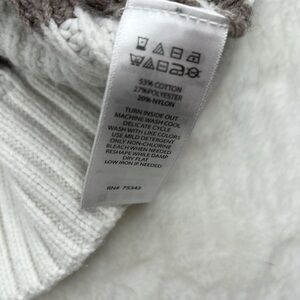 53% COTTON
27%POLYESTER
20% NYLON
TURN INSIDE OUT
MACHINE WASH COOL
DELICATE CYCLE
WASH WITH LIKE COLORS
USE MILD DETERGENT
ONLY NON-CHLORINE
BLEACH WHEN NEEDED
RESHAPE WHILE DAMP
DRY FLAT
LOW IRON IF NEEDED
RN# 75343